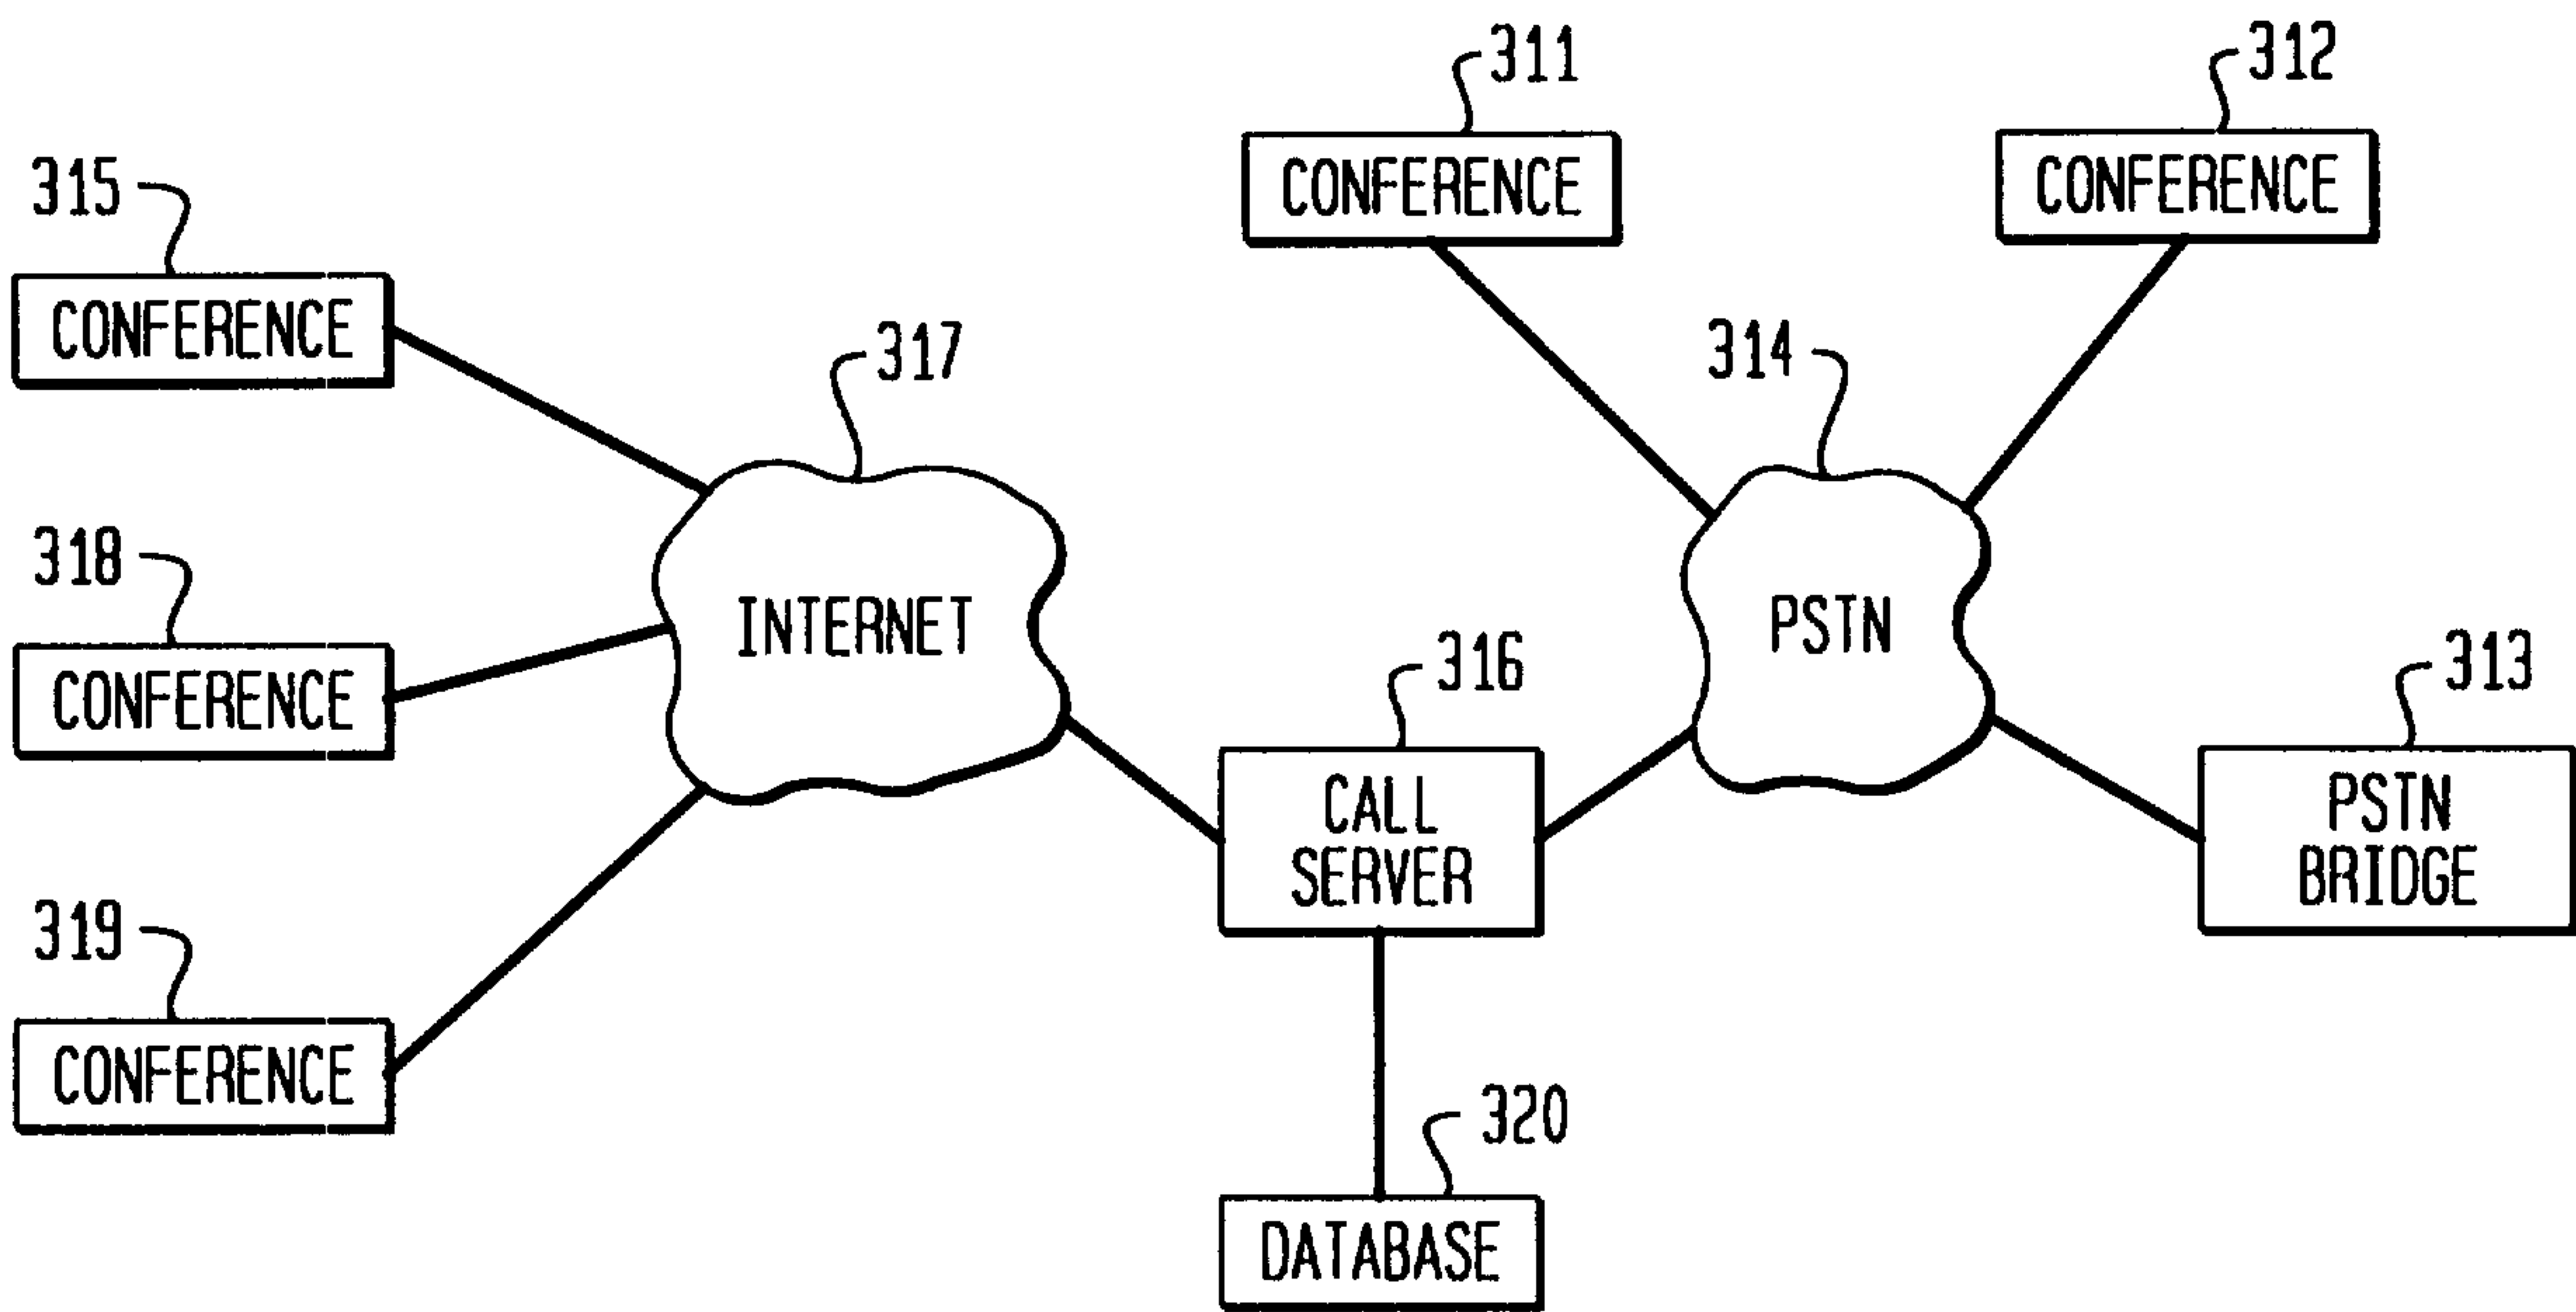 311
312
CONFERENCE
CONFERENCE
315
CONFERENCE
317
314
318
INTERNET
PSTN
316
313
CONFERENCE
CALL
SERVER
PSTN
BRIDGE
319
CONFERENCE
320
DATABASE